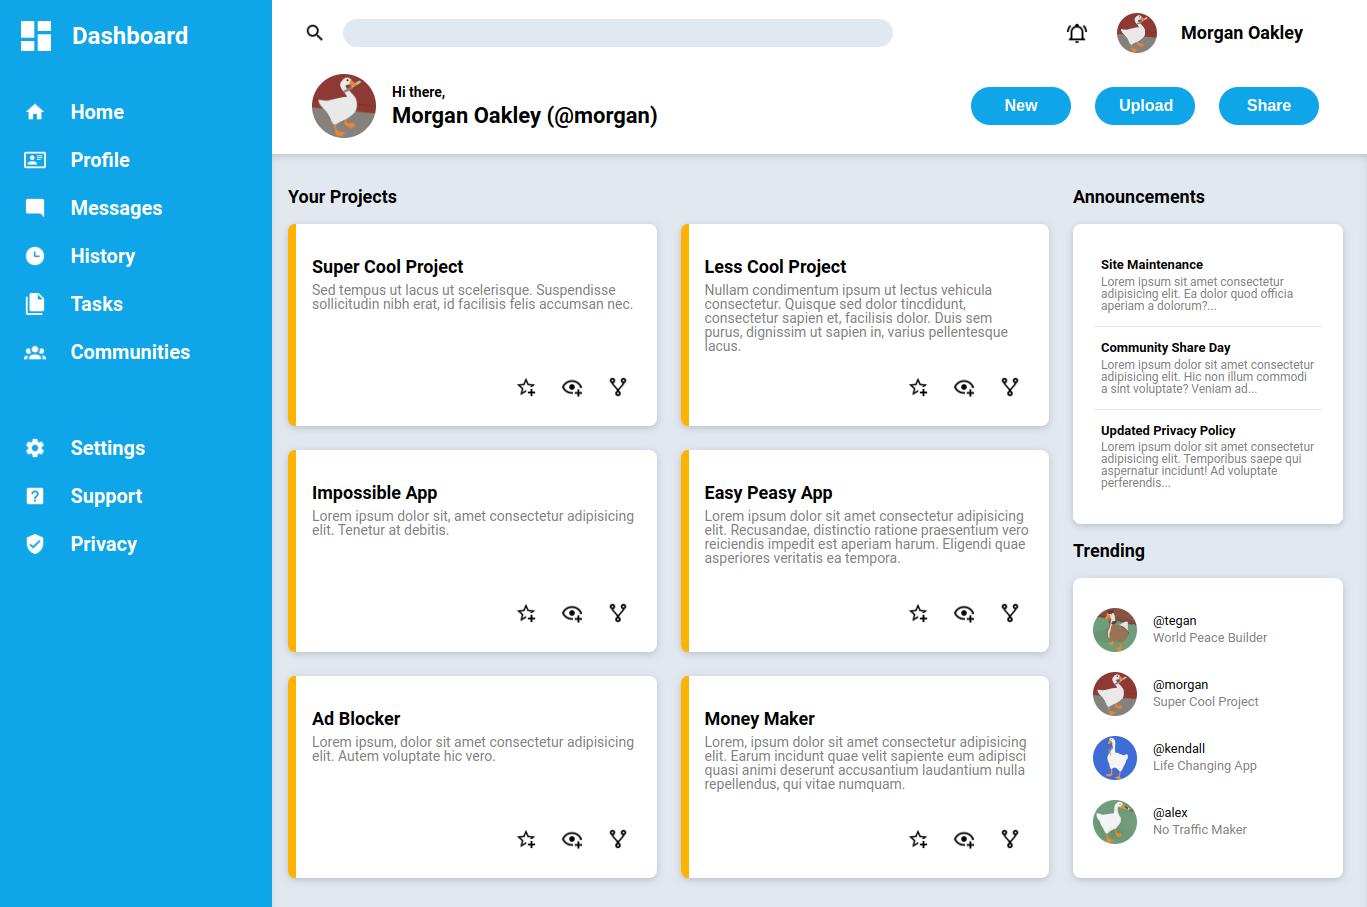 Dashboard
Home
Profile
Messages
History
Tasks
Communities
Settings
Support
Privacy
Morgan Oakley
Hi there,
Morgan Oakley (@morgan)
New
Upload
Share
Your Projects
Super Cool Project
Sed tempus ut lacus ut scelerisque. Suspendisse
sollicitudin nibh erat, id facilisis felis accumsan nec.
Less Cool Project
Nullam condimentum ipsum ut lectus vehicula
consectetur. Quisque sed dolor tincdidunt,
consectetur sapien et, facilisis dolor. Duis sem
purus, dignissim ut sapien in, varius pellentesque
lacus.
Impossible App
Lorem ipsum dolor sit, amet consectetur adipisicing
elit. Tenetur at debitis.
Easy Peasy App
Lorem ipsum dolor sit amet consectetur adipisicing
elit. Recusandae, distinctio ratione praesentium vero
reiciendis impedit est aperiam harum. Eligendi quae
asperiores veritatis ea tempora.
Ad Blocker
Lorem ipsum, dolor sit amet consectetur adipisicing
elit. Autem voluptate hic vero.
Money Maker
Lorem, ipsum dolor sit amet consectetur adipisicing
elit. Earum incidunt quae velit sapiente eum adipisci
quasi animi deserunt accusantium laudantium nulla
repellendus, qui vitae numquam.
Announcements
Site Maintenance
Lorem ipsum dolor sit amet consectetur
adipisicing elit. Ea dolor quod officia
aperiam a dolorum?...
Community Share Day
Lorem ipsum dolor sit amet consectetur
adipisicing elit. Hic non illum commodi
a sint voluptate? Veniam ad...
Updated Privacy Policy
Lorem ipsum dolor sit amet consectetur
adipisicing elit. Temporibus saepe qui
aspernatur incidunt! Ad voluptate
perferendis...
Trending
@tegan
World Peace Builder
@morgan
Super Cool Project
@kendall
Life Changing App
@alex
No Traffic Maker